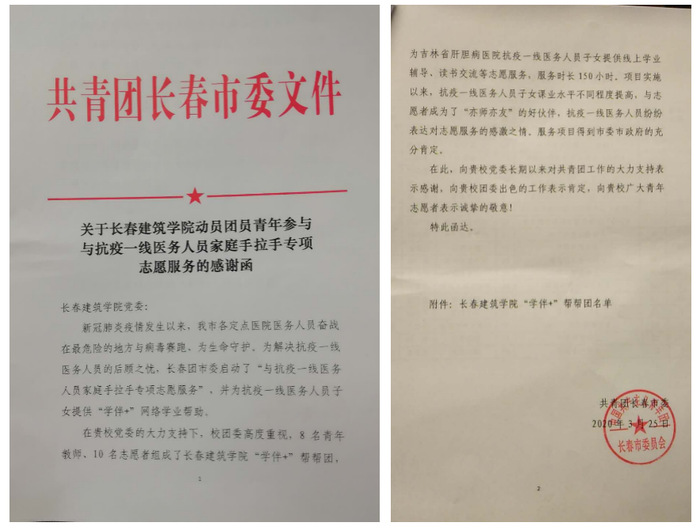 共青团长春市委文件
关于长春建筑学院动员团员青年参与
与抗疫一线医务人员家庭手拉手专项
志愿服务的感谢函
长春建筑学院党委：
新冠肺炎疫情发生以来，我市各定点医院医务人员奋战
在最危险的地方与病毒赛跑、为生命守护。为解决抗疫一线
医务人员的后顾之忧，长春团市委启动了“与抗疫一线医务
人员家庭手拉手专项志愿服务”，并为抗疫一线医务人员子
女提供“学伴+”网络学业帮助。
在贵校党委的大力支持下，校团委高度重视，8 名青年
教师、10 名志愿者组成了长春建筑学院“学伴+”帮帮团，
1
为吉林省肝胆病医院抗疫一线医务人员子女提供线上学业
辅导、读书交流等志愿服务，服务时长 150 小时。项目实施
以来，抗疫一线医务人员子女课业水平不同程度提高，与志
愿者成为了“亦师亦友”的好伙伴，抗疫一线医务人员纷纷
表达对志愿服务的感激之情。服务项目得到市委市政府的充
分肯定。
在此，向贵校党委长期以来对共青团工作的大力支持表
示感谢，向贵校团委出色的工作表示肯定，向贵校广大青年
志愿者表示诚挚的敬意！
特此函达。
附件：长春建筑学院“学伴+”帮帮团名单
共青团长春市委
2020 年 3 月 25 日
长春市委员会
2